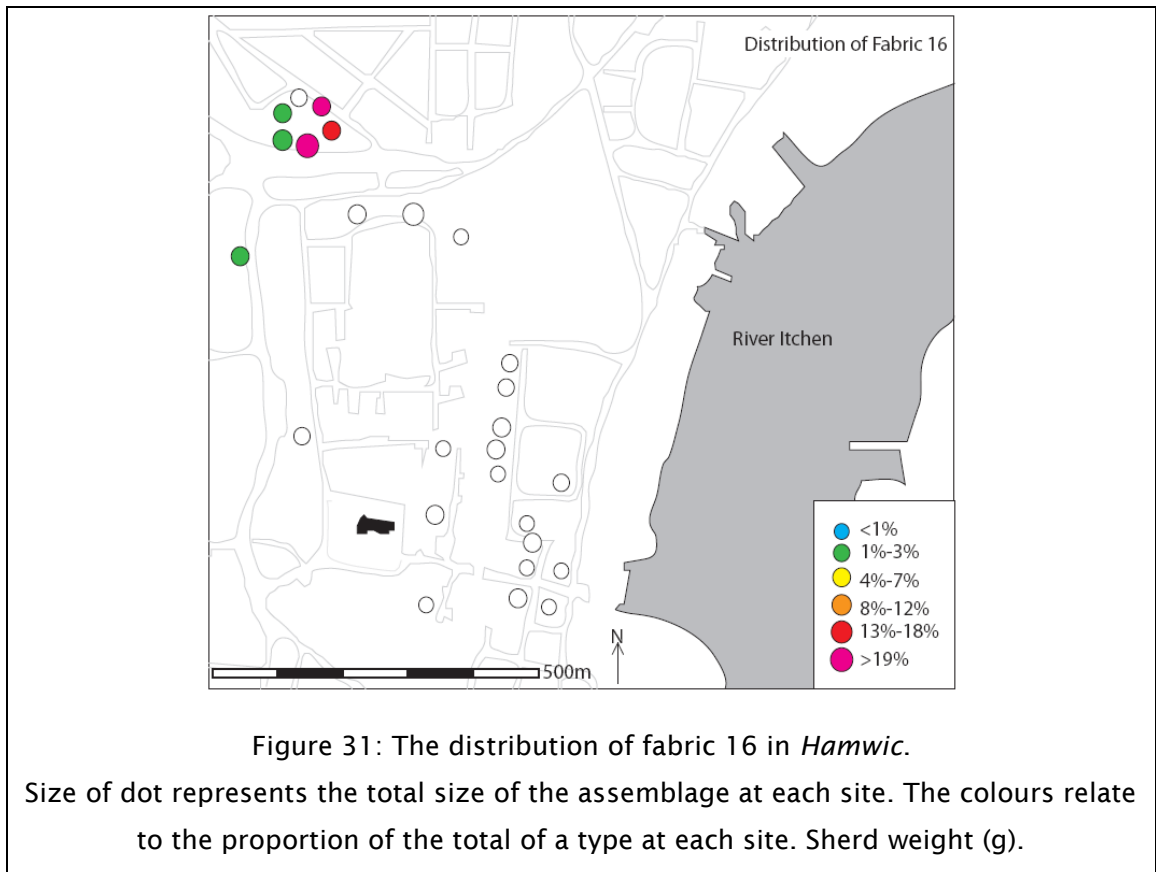 Distribution of Fabric 16
River Itchen
<1%
1%-3%
4%-7%
8%-12%
13%-18%
>19%
N
500m
Figure 31: The distribution of fabric 16 in Hamwic.
Size of dot represents the total size of the assemblage at each site. The colours relate
to the proportion of the total of a type at each site. Sherd weight (g).